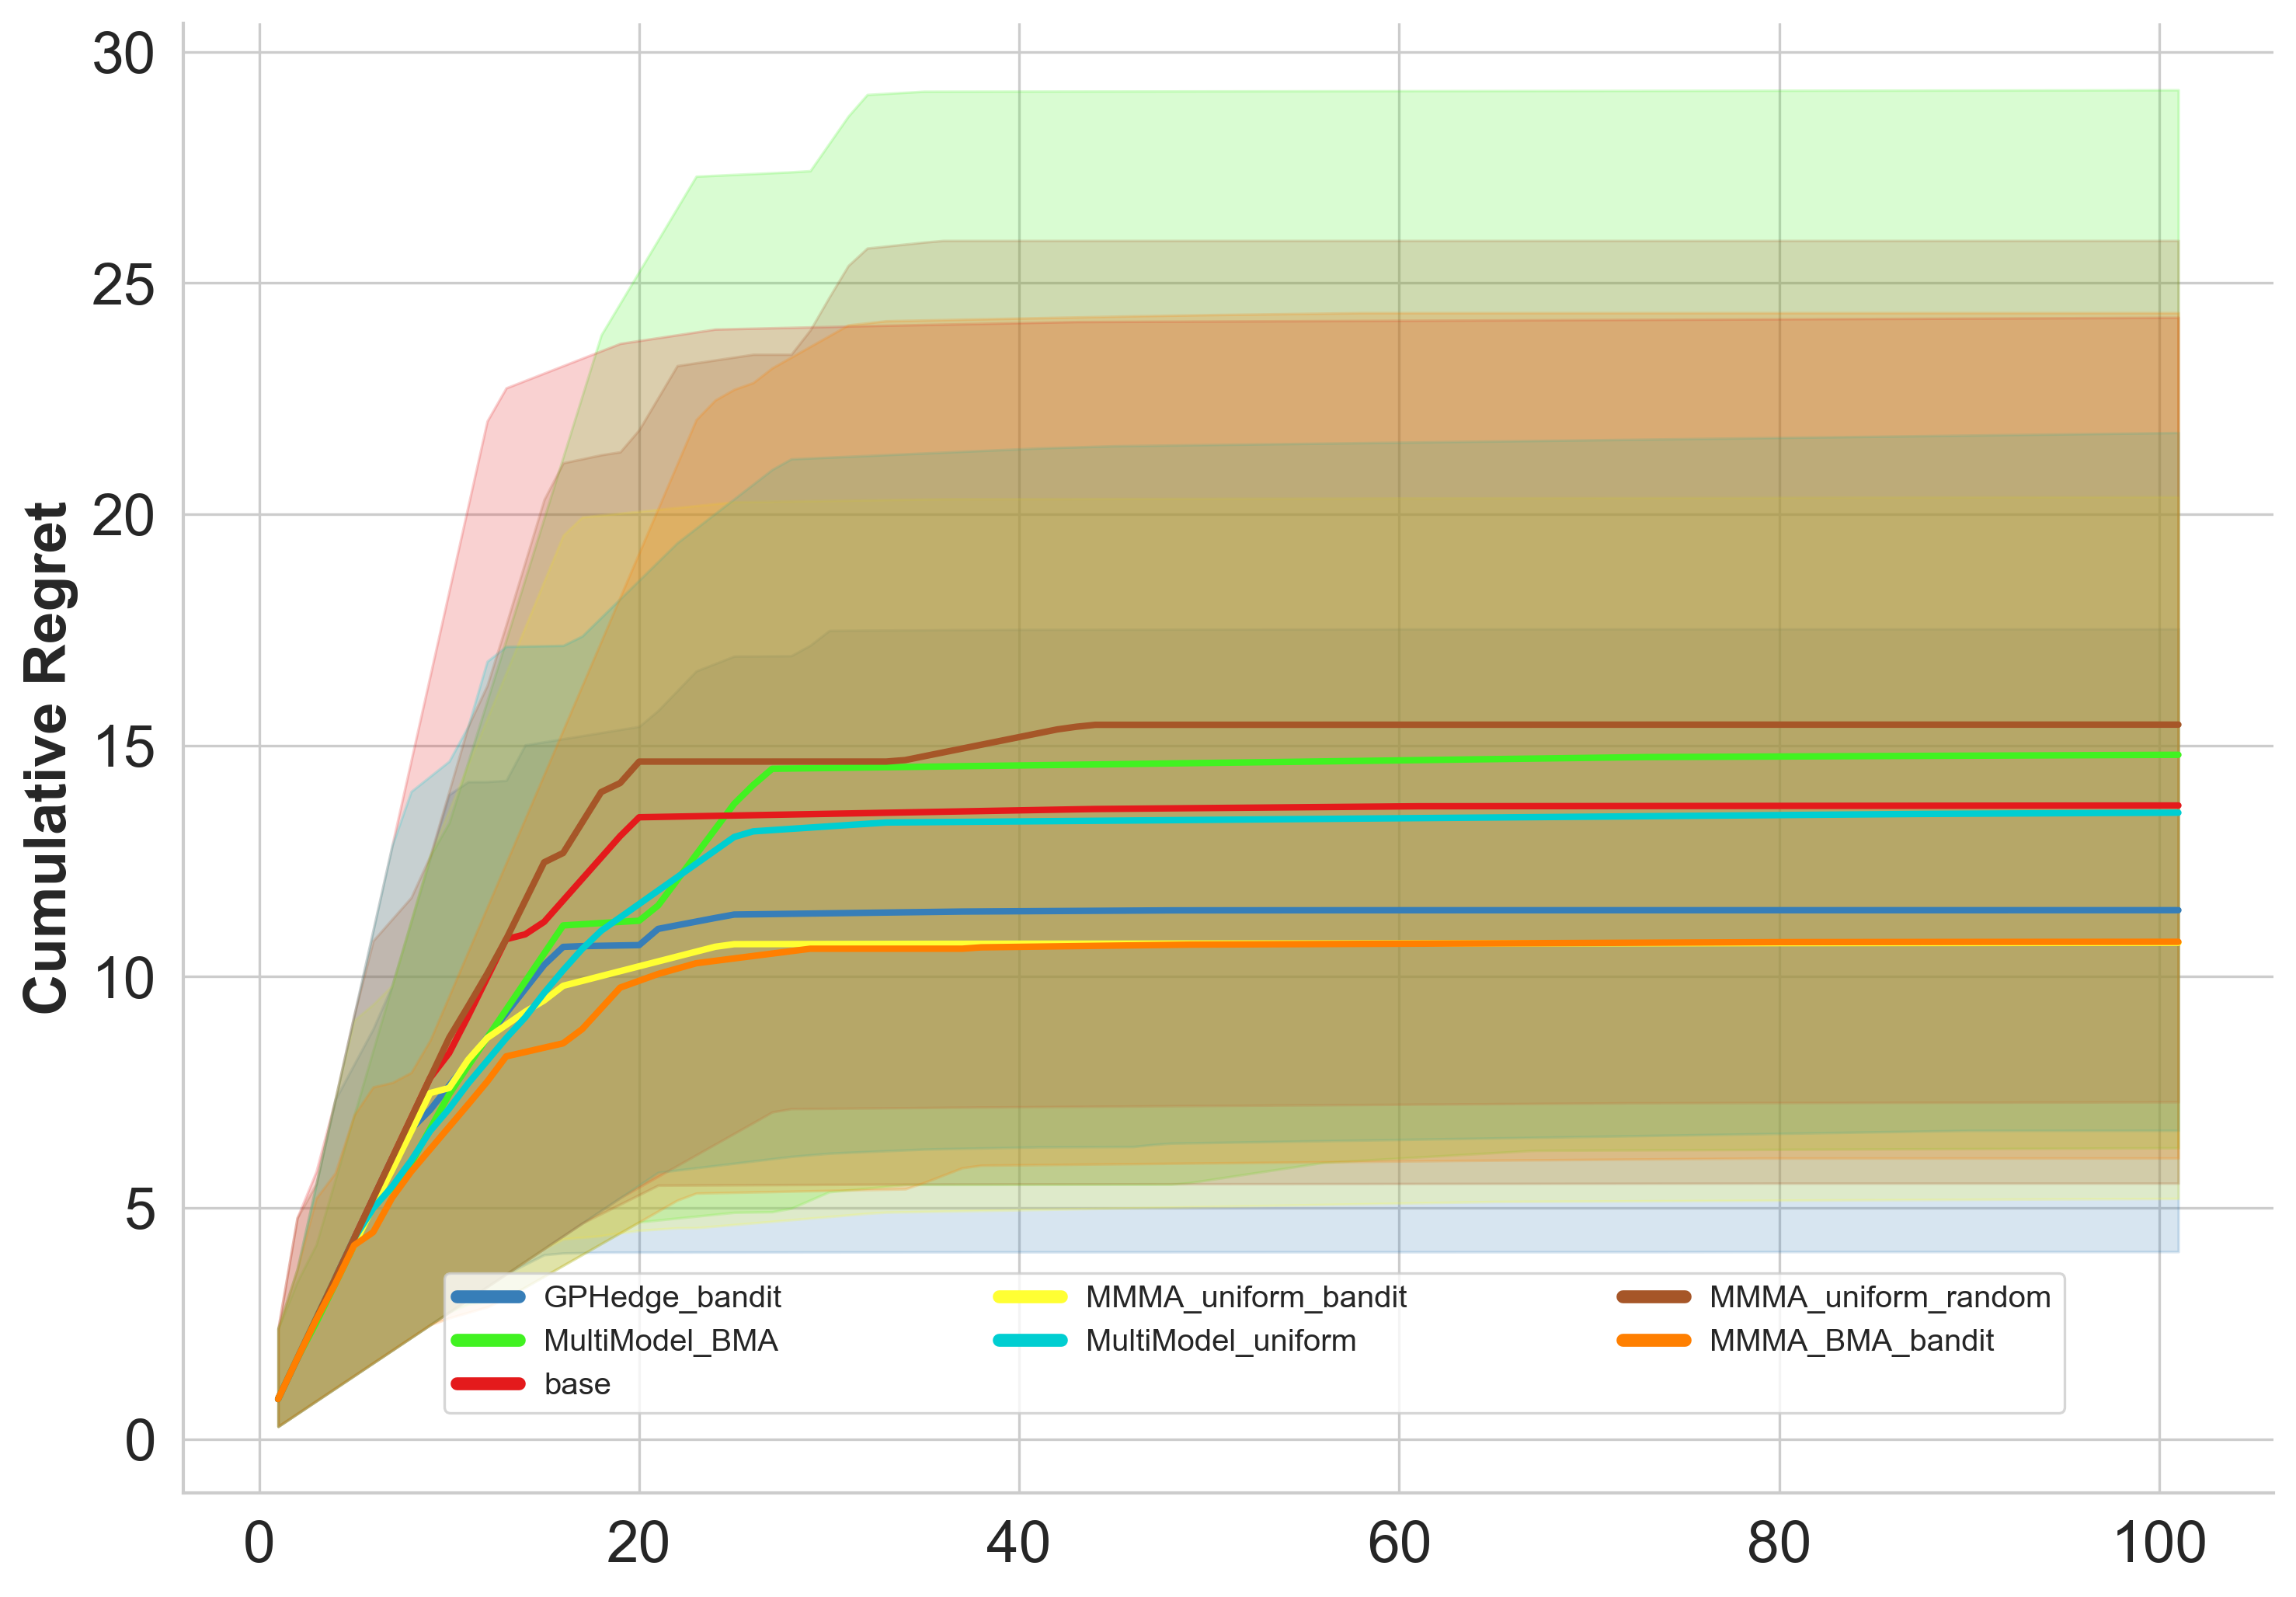 30
25
20
15
10
5
0
Cumulative Regret
GPHedge_bandit
MultiModel_BMA
base
MMMA_uniform_bandit
MultiModel_uniform
MMMA_uniform_random
MMMA_BMA_bandit
0 20 40 60 80 100